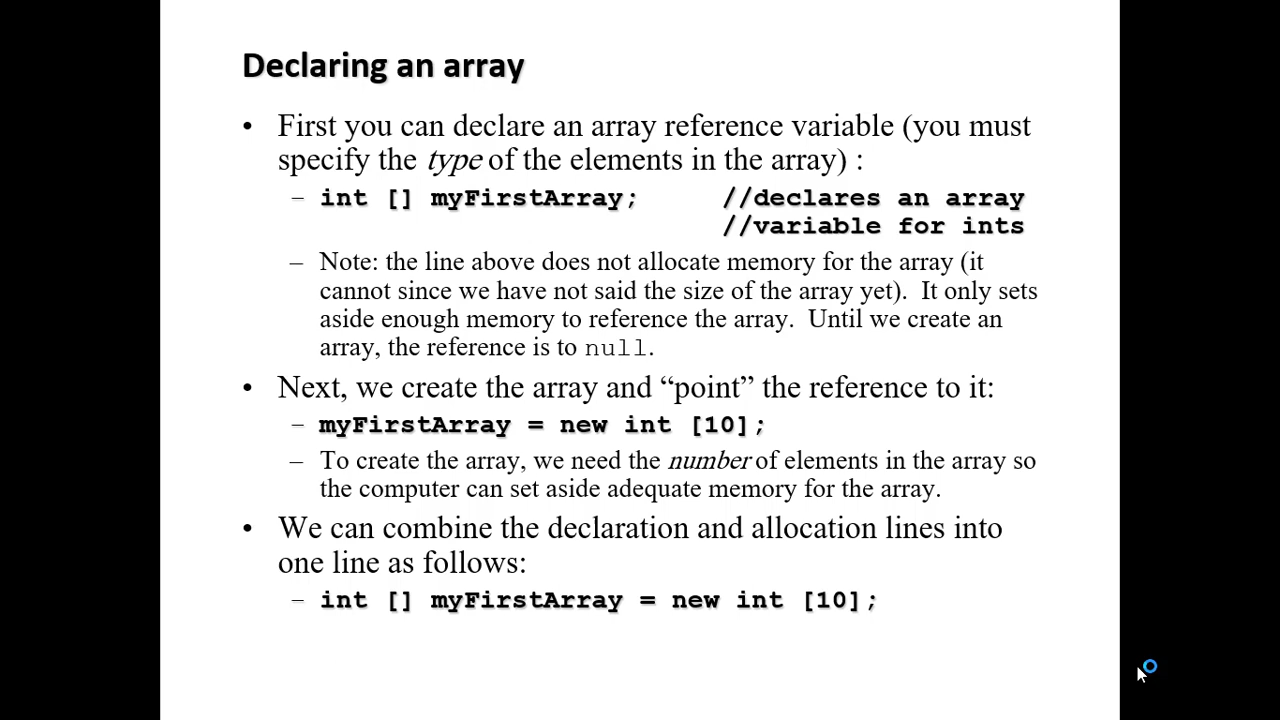 Declaring an array
• First you can declare an array reference variable (you must
specify the type of the elements in the array) :
– int [] myFirstArray; //declares an array
//variable for ints
– Note: the line above does not allocate memory for the array (it
cannot since we have not said the size of the array yet). It only sets
aside enough memory to reference the array. Until we create an
array, the reference is to null.
• Next, we create the array and “point” the reference to it:
– myFirstArray = new int [10];
– To create the array, we need the number of elements in the array so
the computer can set aside adequate memory for the array.
• We can combine the declaration and allocation lines into
one line as follows:
– int [] myFirstArray = new int [10];